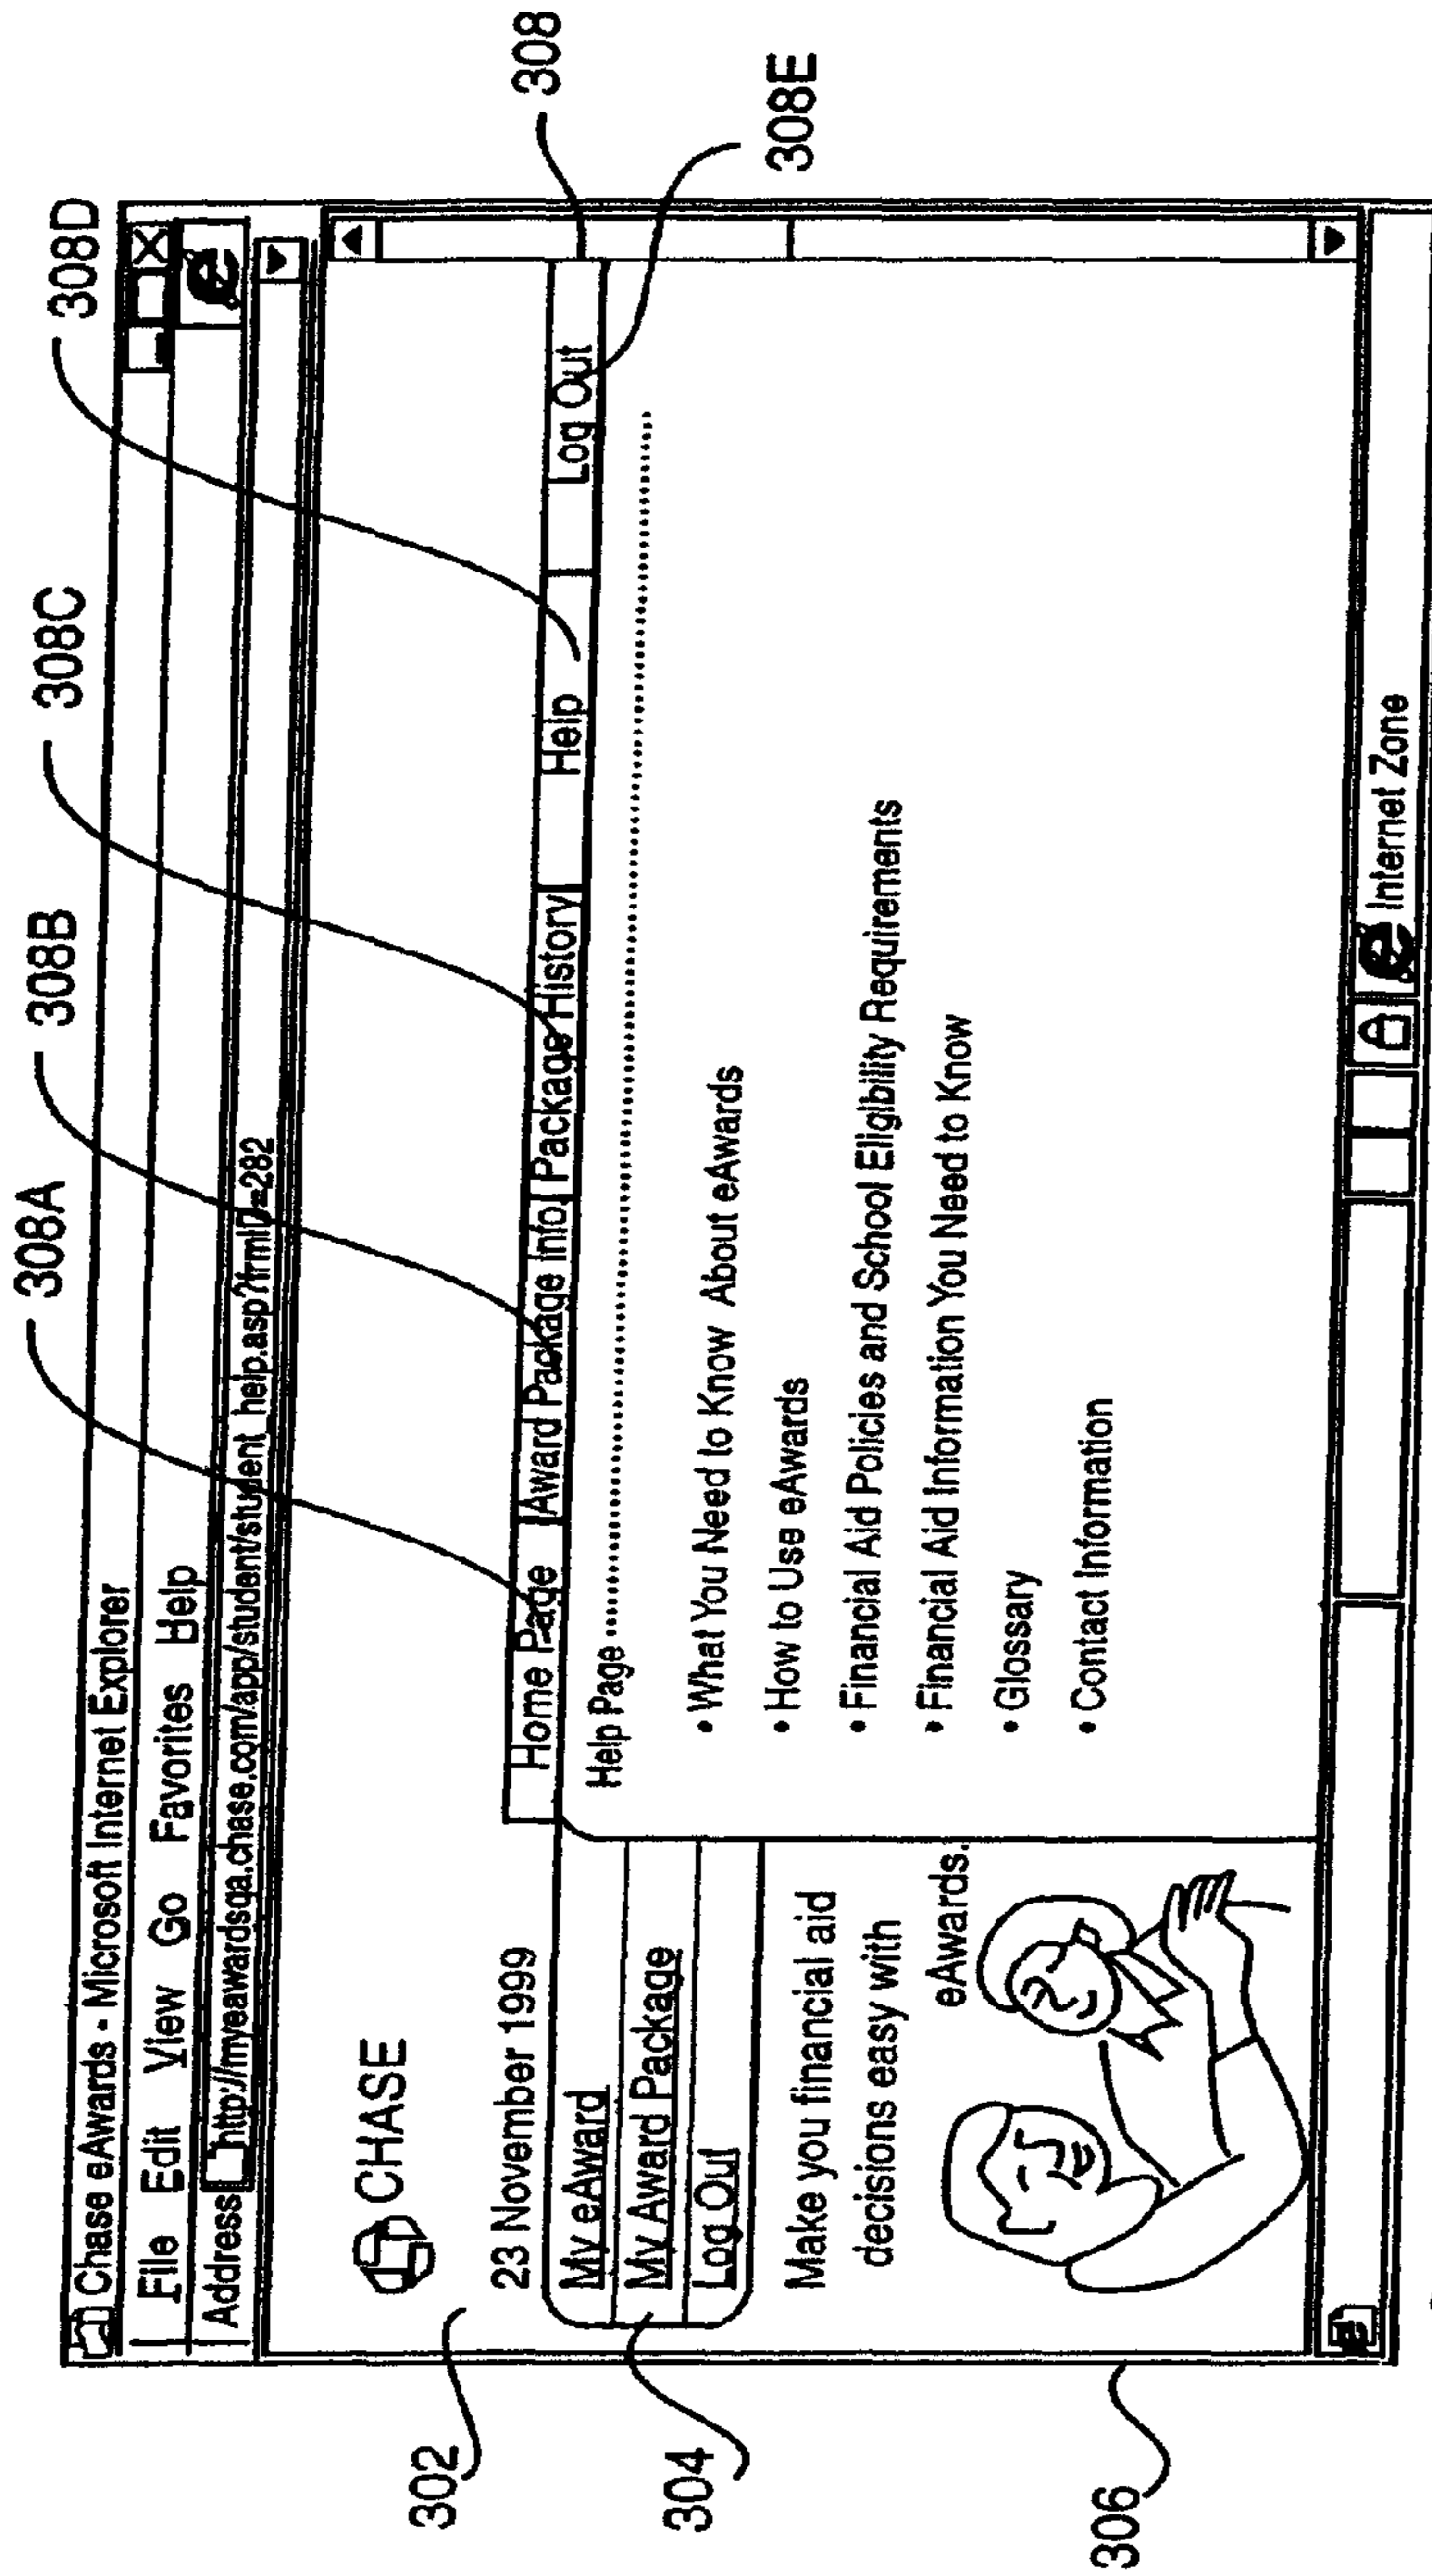 308A
308B
308C
308D
Chase eAwards - Microsoft Internet Explorer
File Edit View Go Favorites Help
Address http://myeawardsqa.chase.com/app/student/student_help.asp?frmID=282
302
CHASE
308
23 November 1999
Home Page Award Package Info Package History Help Log Out
304
My eAward
My Award Package
Log Out
Help Page
308E
• What You Need to Know About eAwards
• How to Use eAwards
• Financial Aid Policies and School Eligibility Requirements
• Financial Aid Information You Need to Know
• Glossary
• Contact Information
Make you financial aid
decisions easy with
eAwards.
306
Internet Zone